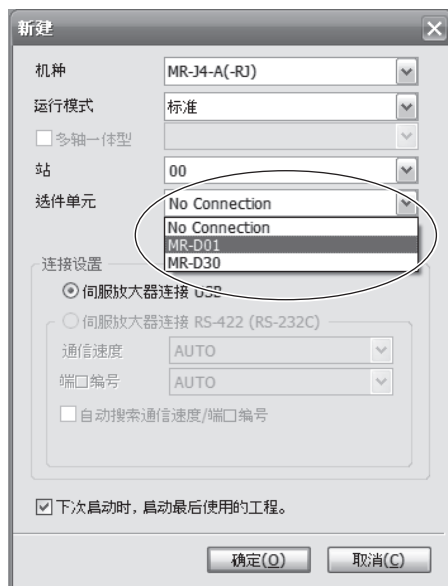 新建
机种 MR-J4-A(-RJ)
运行模式 标准
多轴一体型
站 00
选件单元 No Connection
No Connection
MR-D01
MR-D30
连接设置
伺服放大器连接 USB
伺服放大器连接 RS-422 (RS-232C)
通信速度 AUTO
端口编号 AUTO
自动搜索通信速度/端口编号
下次启动时，启动最后使用的工程。
确定(O) 取消(C)